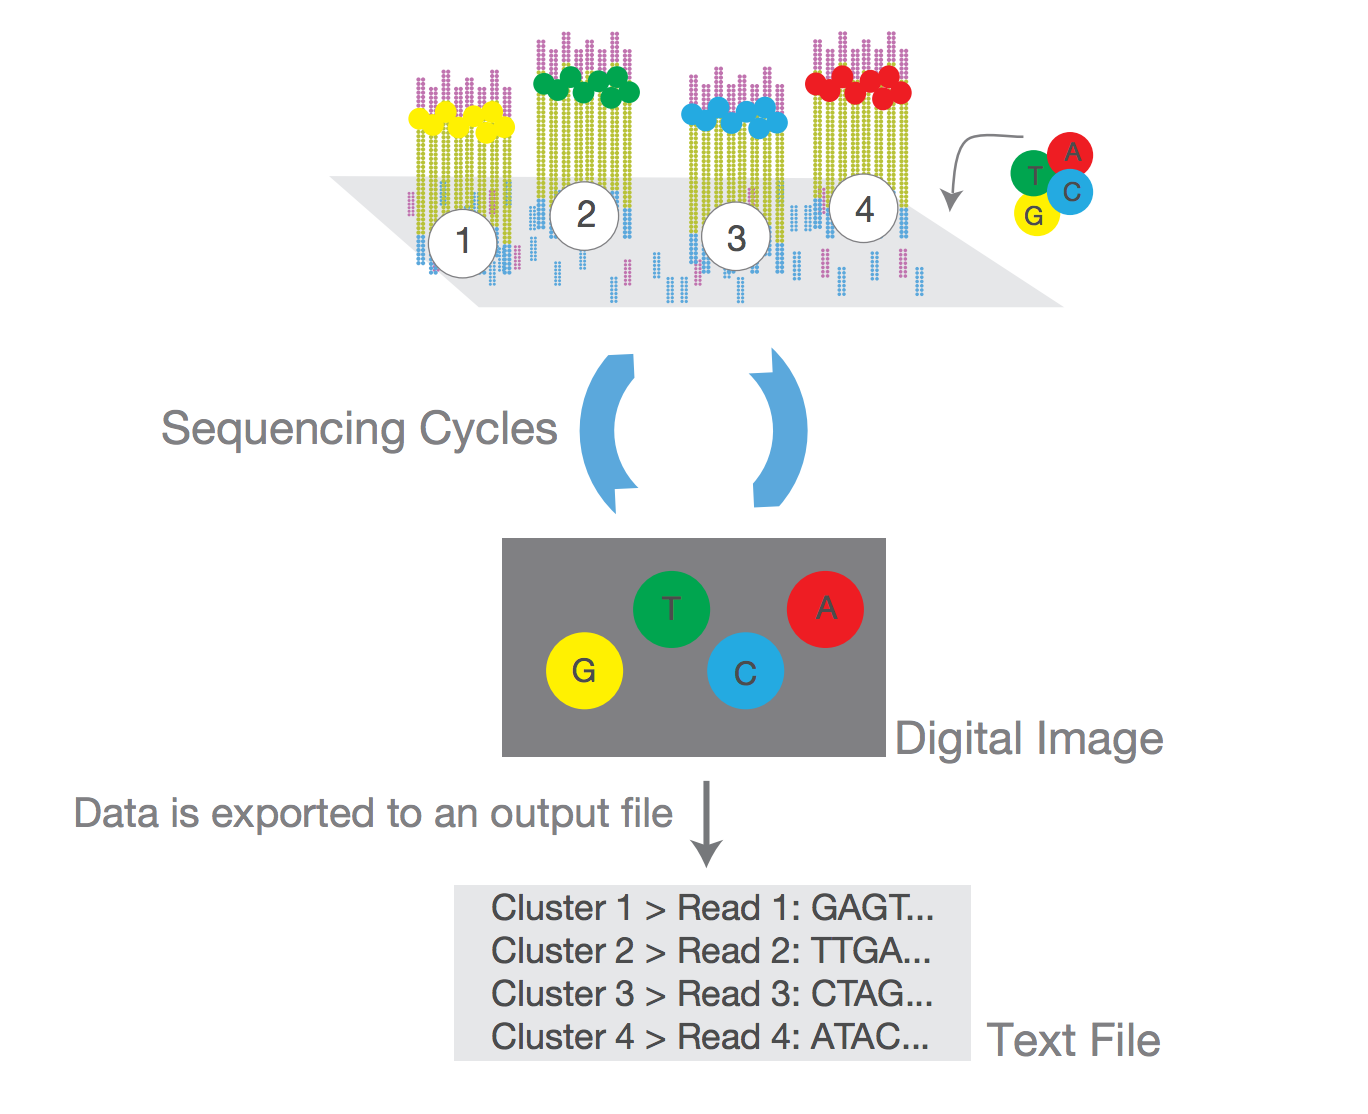 A
T
C
G
1
2
3
4
Sequencing Cycles
T
A
G
C
Digital Image
Data is exported to an output file
Cluster 1 > Read 1: GAGT...
Cluster 2 > Read 2: TTGA...
Cluster 3 > Read 3: CTAG...
Cluster 4 > Read 4: ATAC...
Text File